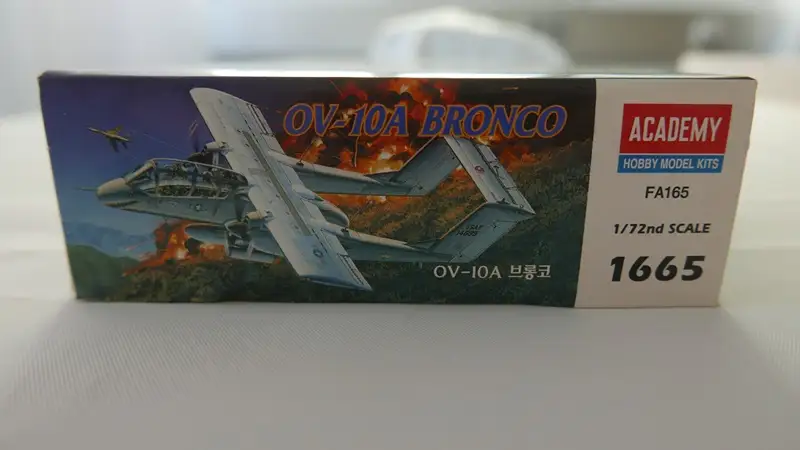 OV-10A BRONCO
OV-10A 브롱코
ACADEMY
HOBBY MODEL KITS
FA165
1/72nd SCALE
1665